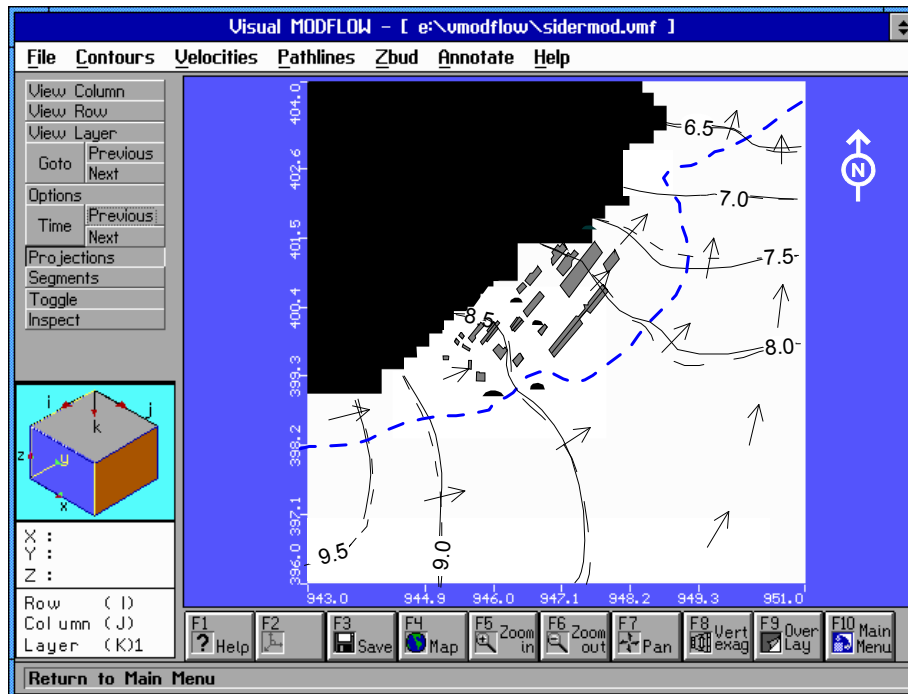 Visual MODFLOW - [ e:\vmodflow\sidermod.vmf ]
File Contours Velocities Pathlines Zbud Annotate Help
View Column
View Row
View Layer
Goto
Previous
Next
Options
Time
Previous
Next
Projections
Segments
Toggle
Inspect
i
j
k
z
y
x
X :
Y :
Z :
Row (I)
Column (J)
Layer (K)1
404.0
402.6
401.5
400.4
399.3
398.2
397.1
396.0
943.0 944.9 946.0 947.1 948.2 949.3 951.0
6.5
7.0
7.5
8.0
8.5
9.0
9.5
N
F1
? Help
F2
F3
Save
F4
Map
F5 Zoom
in
F6 Zoom
out
F7
Pan
F8 Vert
exag
F9 Over
Lay
F10 Main
Menu
Return to Main Menu